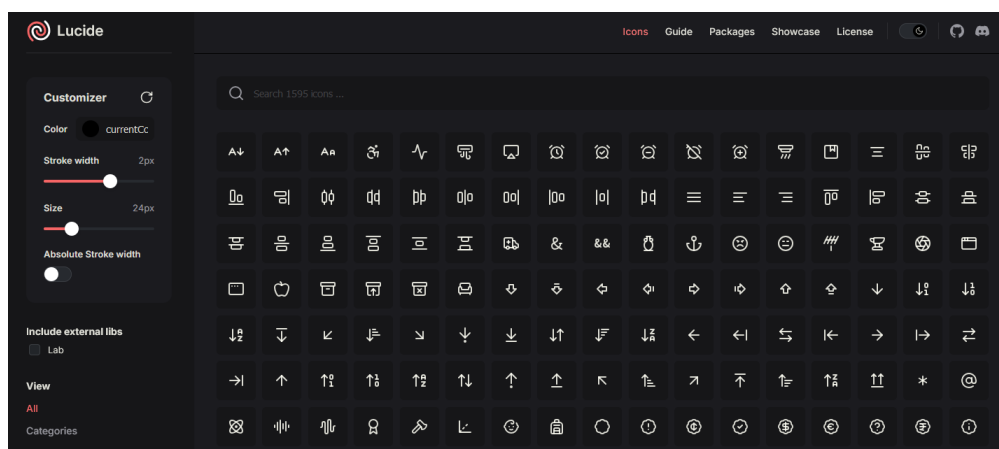 Lucide
Icons Guide Packages Showcase License
Customizer
Color currentCc
Stroke width 2px
Size 24px
Absolute Stroke width
Include external libs
Lab
View
All
Categories
Search 1595 icons ...